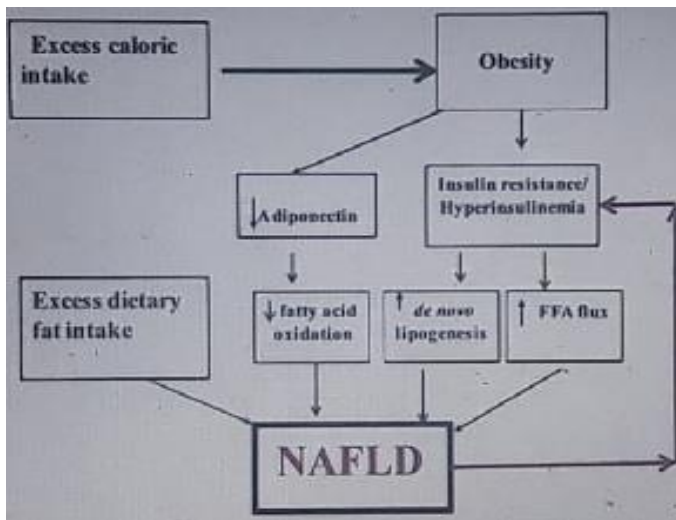 Excess caloric
intake
Obesity
↓Adiponectin
Insulin resistance/
Hyperinsulinemia
Excess dietary
fat intake
↓ fatty acid
oxidation
↑ de novo
lipogenesis
↑ FFA flux
NAFLD